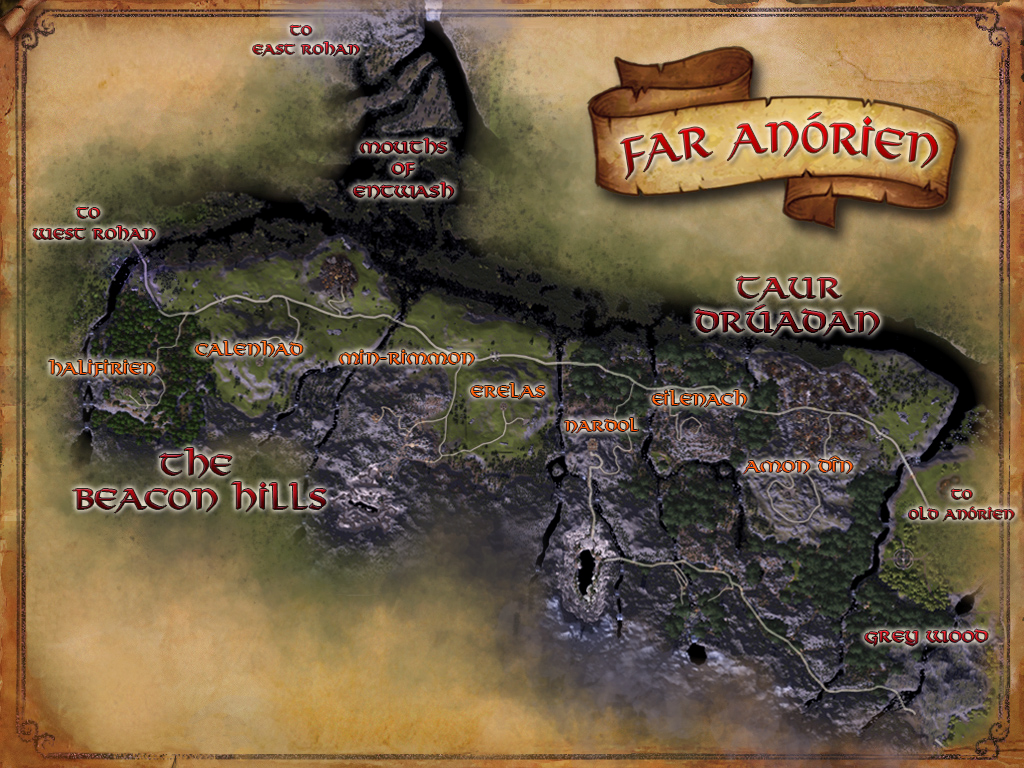 TO
EAST ROHAN
FAR ANÓRIEN
MOUTHS
OF
ENTWASH
TO
WEST ROHAN
TAUR
DRÚADAN
HALIFIRIEN
CALENHAD
MIN-RIMMON
ERELAS
EILENACH
NARDOL
THE
BEACON HILLS
AMON DÎN
TO
OLD ANÓRIEN
GREY WOOD